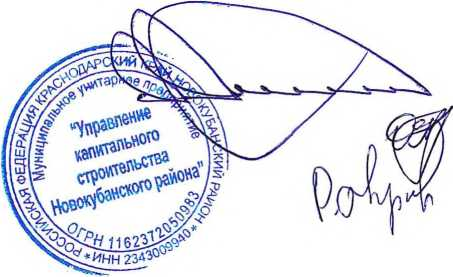 РОССИЙСКАЯ ФЕДЕРАЦИЯ КРАСНОДАРСКИЙ КРАЙ НОВОКУБАНСКИЙ РАЙОН
* ИНН 2343009940 *
Муниципальное унитарное предприятие
"Управление
капитального
строительства
Новокубанского района"
ОГРН 1162372050983